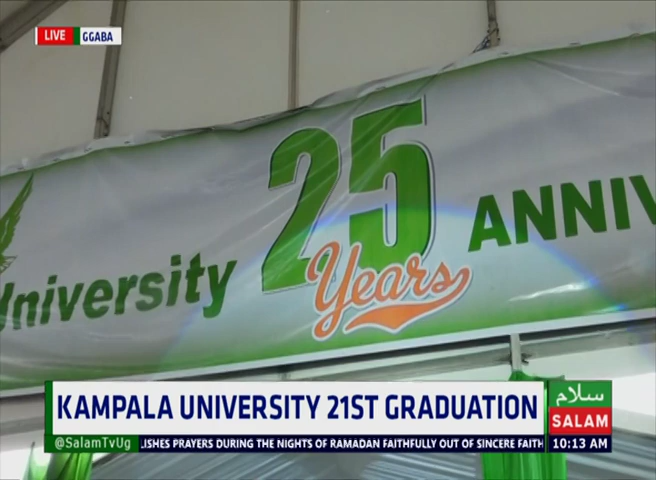 LIVE GGABA
University 25 Years ANNIV
KAMPALA UNIVERSITY 21ST GRADUATION
سلام
SALAM
@SalamTvUg LISHES PRAYERS DURING THE NIGHTS OF RAMADAN FAITHFULLY OUT OF SINCERE FAITH 10:13 AM